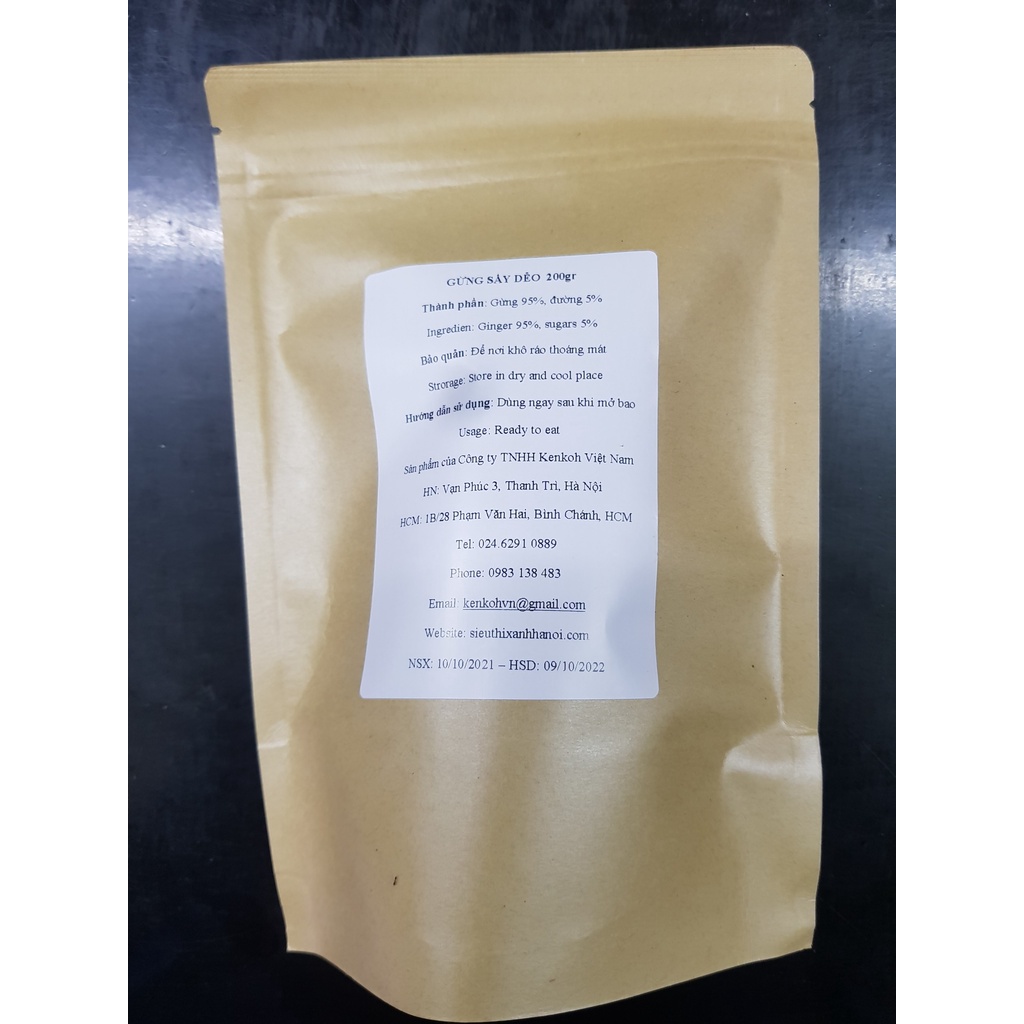 GỪNG SẤY DẺO 200gr
Thành phần: Gừng 95%, đường 5%
Ingredien: Ginger 95%, sugars 5%
Bảo quản: Để nơi khô ráo thoáng mát
Strorage: Store in dry and cool place
Hướng dẫn sử dụng: Dùng ngay sau khi mở bao
Usage: Ready to eat
Sản phẩm của Công ty TNHH Kenkoh Việt Nam
HN: Vạn Phúc 3, Thanh Trì, Hà Nội
HCM: 1B/28 Phạm Văn Hai, Bình Chánh, HCM
Tel: 024.6291 0889
Phone: 0983 138 483
Email: kenkohvn@gmail.com
Website: sieuthixanhhanoi.com
NSX: 10/10/2021 – HSD: 09/10/2022